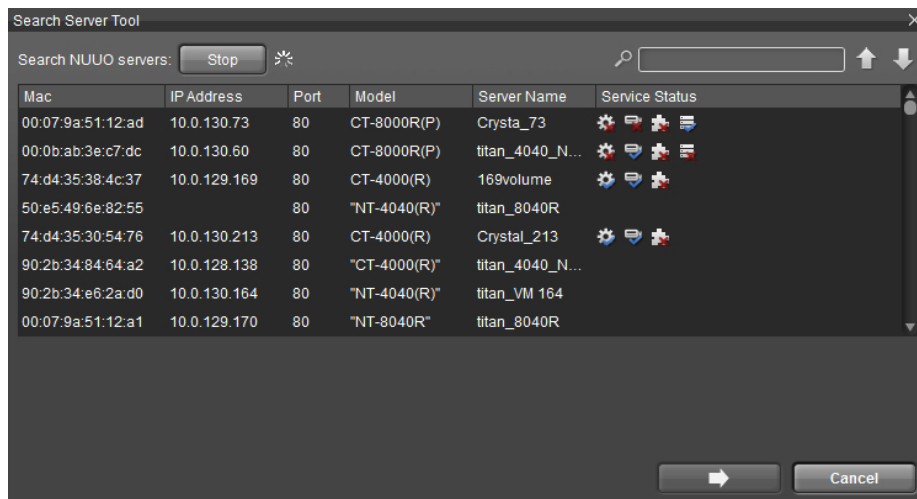 Search Server Tool
Search NUUO servers: Stop
Mac IP Address Port Model Server Name Service Status
00:07:9a:51:12:ad 10.0.130.73 80 CT-8000R(P) Crysta_73
00:0b:ab:3e:c7:dc 10.0.130.60 80 CT-8000R(P) titan_4040_N...
74:d4:35:38:4c:37 10.0.129.169 80 CT-4000(R) 169volume
50:e5:49:6e:82:55 80 "NT-4040(R)" titan_8040R
74:d4:35:30:54:76 10.0.130.213 80 CT-4000(R) Crystal_213
90:2b:34:84:64:a2 10.0.128.138 80 "CT-4000(R)" titan_4040_N...
90:2b:34:e6:2a:d0 10.0.130.164 80 "NT-4040(R)" titan_VM 164
00:07:9a:51:12:a1 10.0.129.170 80 "NT-8040R" titan_8040R
Cancel